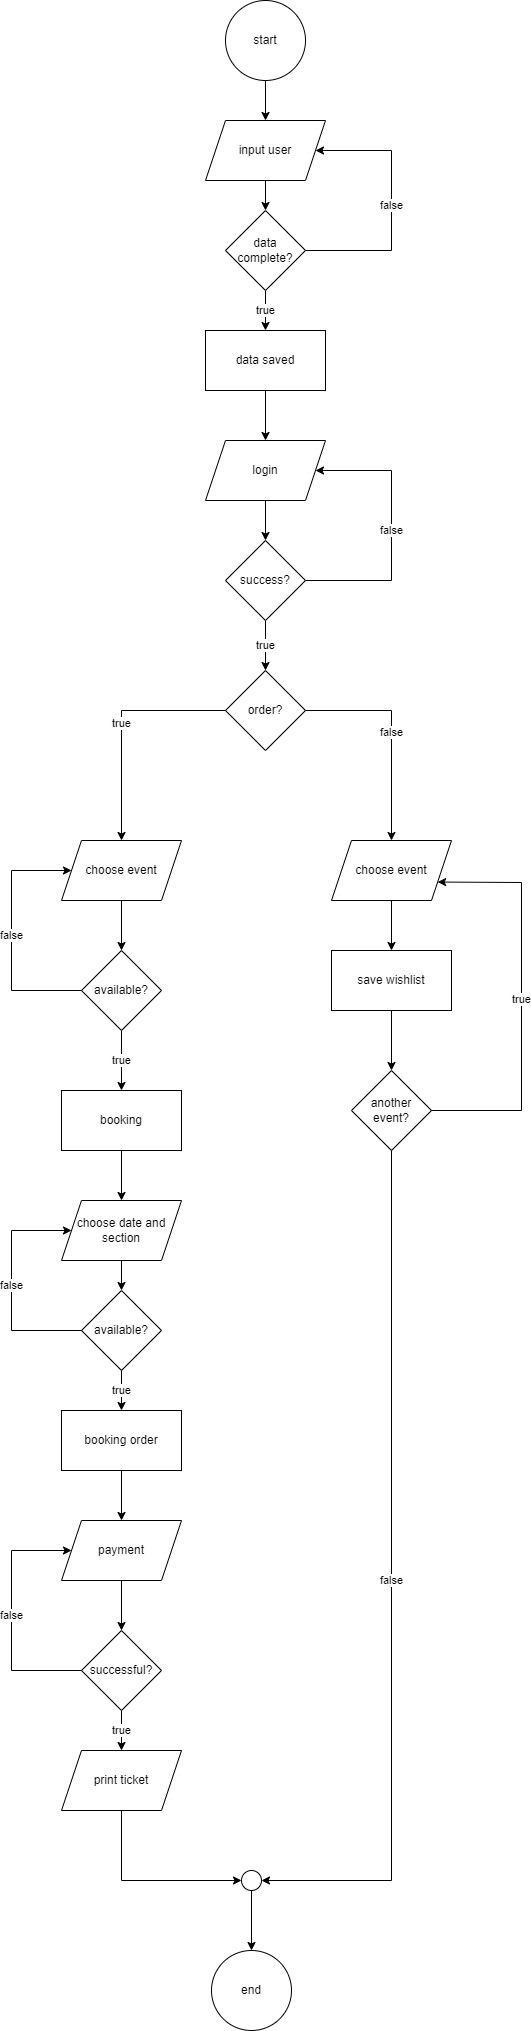 start
input user
false
data
complete?
true
data saved
login
false
success?
true
order?
true
false
choose event
false
available?
true
booking
choose date and
section
false
available?
true
booking order
payment
false
successful?
true
print ticket
choose event
save wishlist
true
another
event?
false
end